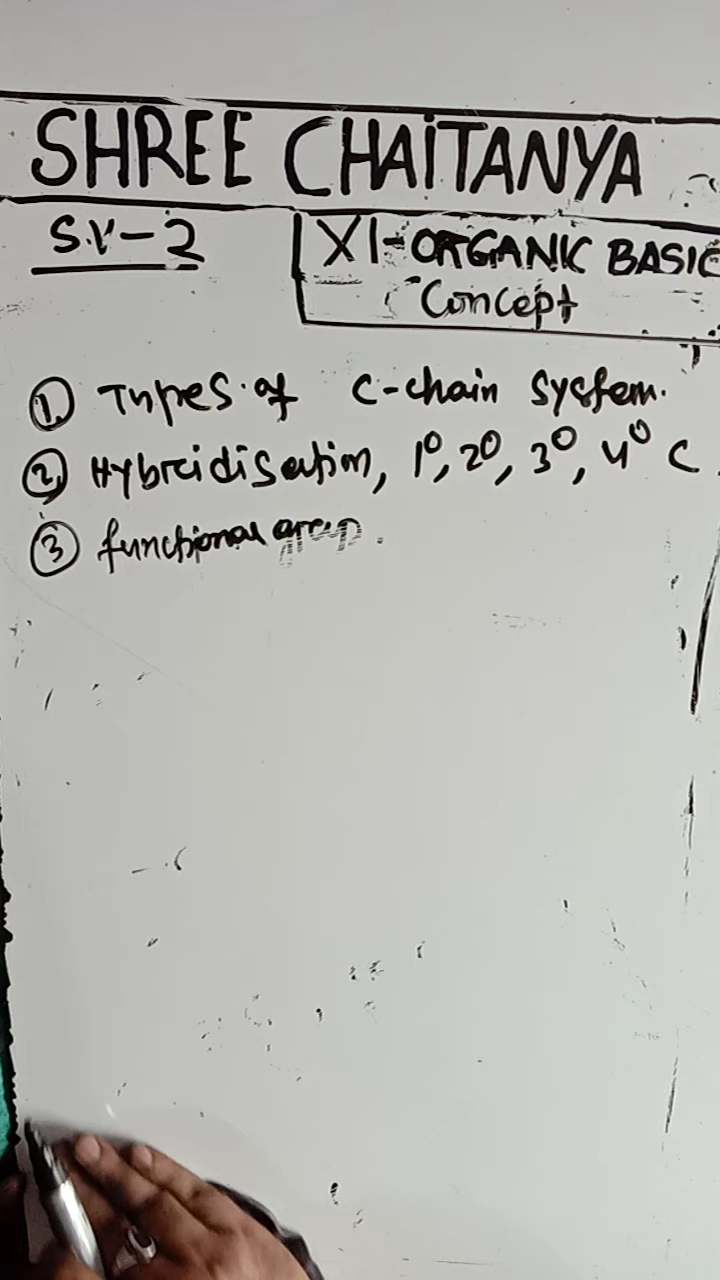 SHREE CHAITANYA
S.V-2
XI-ORGANIC BASIC
Concept
① Types of C-chain System.
② Hybridisation, 1°, 2°, 3°, 4° C
③ functional group.